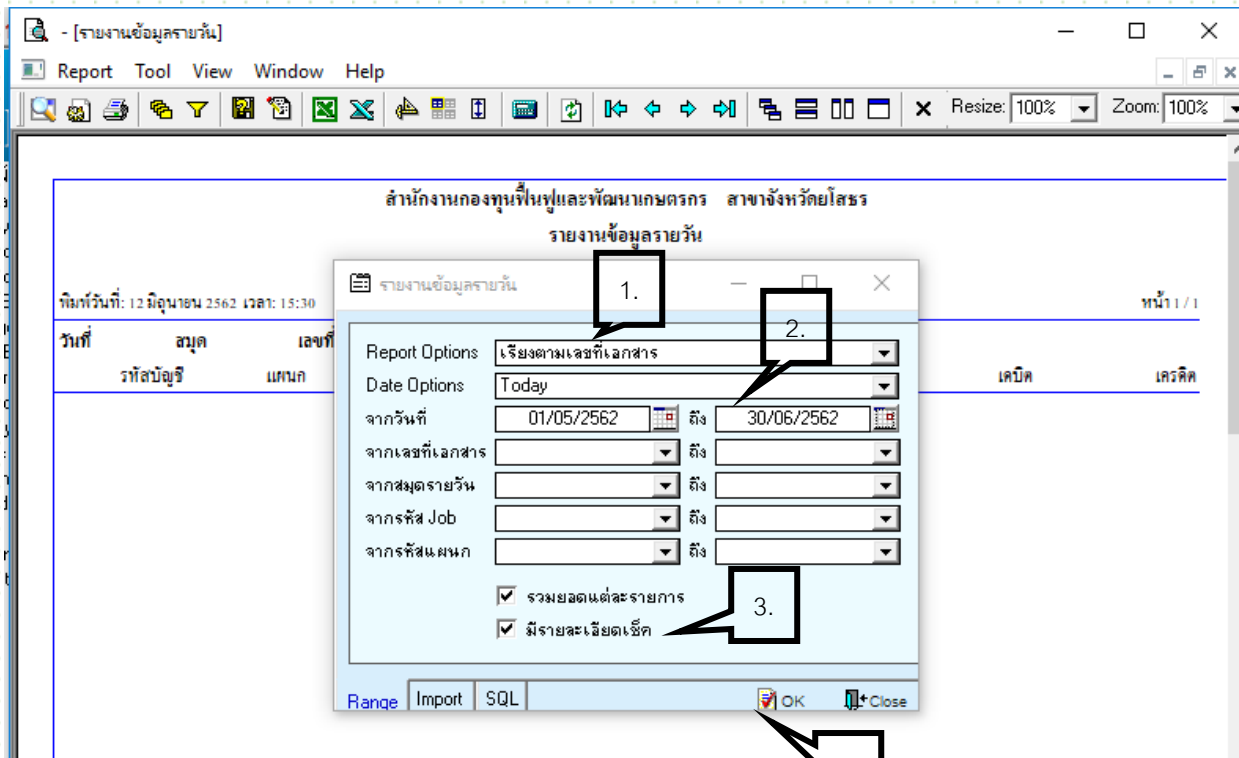 - [รายงานข้อมูลรายวัน]
Report Tool View Window Help
Resize: 100% Zoom: 100%
สำนักงานกองทุนฟื้นฟูและพัฒนาเกษตรกร สาขาจังหวัดยโสธร
รายงานข้อมูลรายวัน
พิมพ์วันที่: 12 มิถุนายน 2562 เวลา: 15:30
หน้า 1 / 1
วันที่ สมุด เลขที่
รหัสบัญชี แผนก เดบิต เครดิต
รายงานข้อมูลรายวัน
1.
2.
Report Options เรียงตามเลขที่เอกสาร
Date Options Today
จากวันที่ 01/05/2562 ถึง 30/06/2562
จากเลขที่เอกสาร ถึง
จากสมุดรายวัน ถึง
จากรหัส Job ถึง
จากรหัสแผนก ถึง
รวมยอดแต่ละรายการ
3.
มีรายละเอียดเช็ค
Range Import SQL OK Close